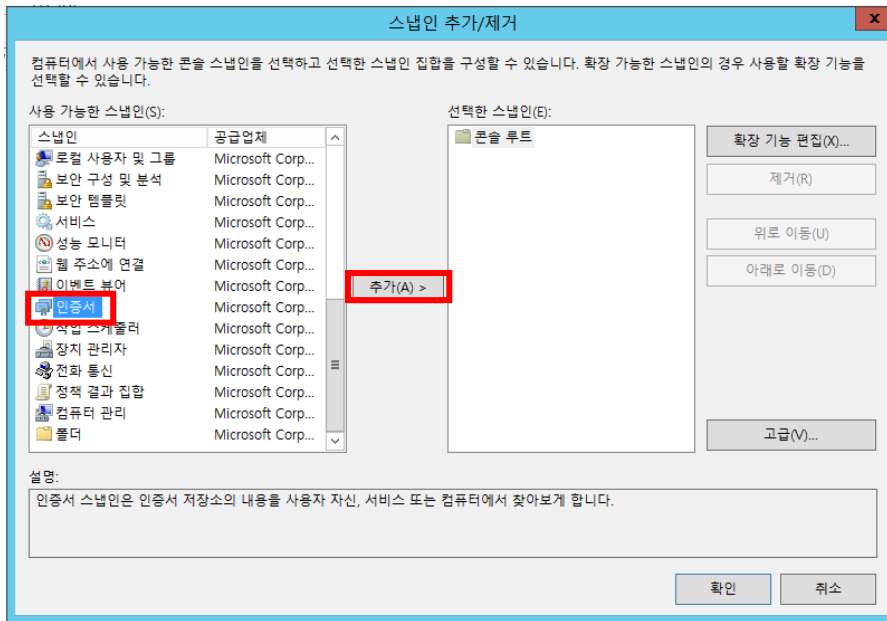 스냅인 추가/제거
x
컴퓨터에서 사용 가능한 콘솔 스냅인을 선택하고 선택한 스냅인 집합을 구성할 수 있습니다. 확장 가능한 스냅인의 경우 사용할 확장 기능을
선택할 수 있습니다.
사용 가능한 스냅인(S):
선택한 스냅인(E):
스냅인 공급업체
로컬 사용자 및 그룹 Microsoft Corp...
보안 구성 및 분석 Microsoft Corp...
보안 템플릿 Microsoft Corp...
서비스 Microsoft Corp...
성능 모니터 Microsoft Corp...
웹 주소에 연결 Microsoft Corp...
이벤트 뷰어 Microsoft Corp...
인증서 Microsoft Corp...
작업 스케줄러 Microsoft Corp...
장치 관리자 Microsoft Corp...
전화 통신 Microsoft Corp...
정책 결과 집합 Microsoft Corp...
컴퓨터 관리 Microsoft Corp...
폴더 Microsoft Corp...
추가(A) >
콘솔 루트
확장 기능 편집(X)...
제거(R)
위로 이동(U)
아래로 이동(D)
고급(V)...
설명:
인증서 스냅인은 인증서 저장소의 내용을 사용자 자신, 서비스 또는 컴퓨터에서 찾아보게 합니다.
확인
취소